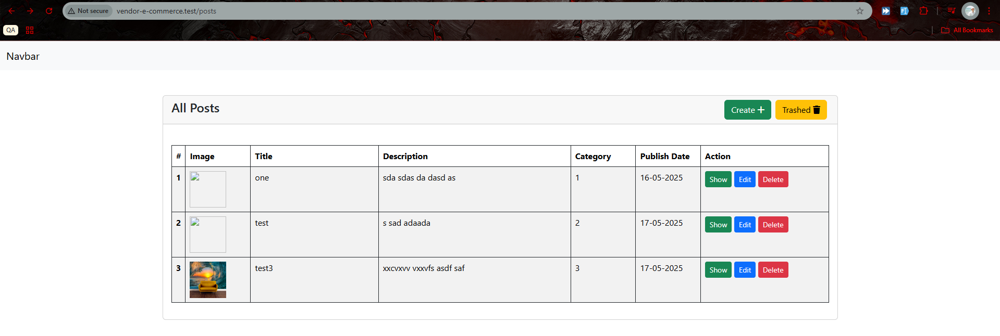 Not secure vendor-e-commerce.test/posts
QA All Bookmarks
Navbar
All Posts Create Trashed
# Image Title Description Category Publish Date Action
1 one sda sdas da dasd as 1 16-05-2025 Show Edit Delete
2 test s sad adaada 2 17-05-2025 Show Edit Delete
3 test3 xxcvxvv vxxvfs asdf saf 3 17-05-2025 Show Edit Delete